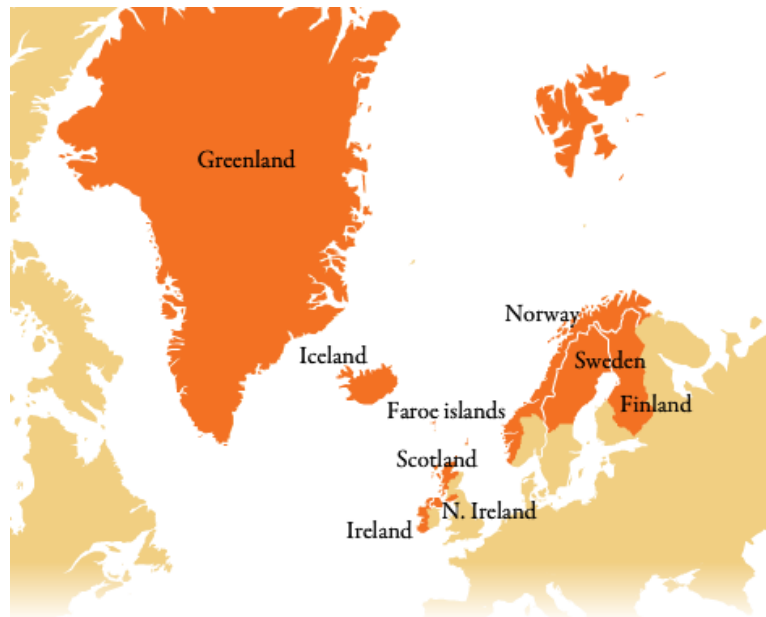 Greenland
Norway
Iceland
Sweden
Finland
Faroe islands
Scotland
N. Ireland
Ireland